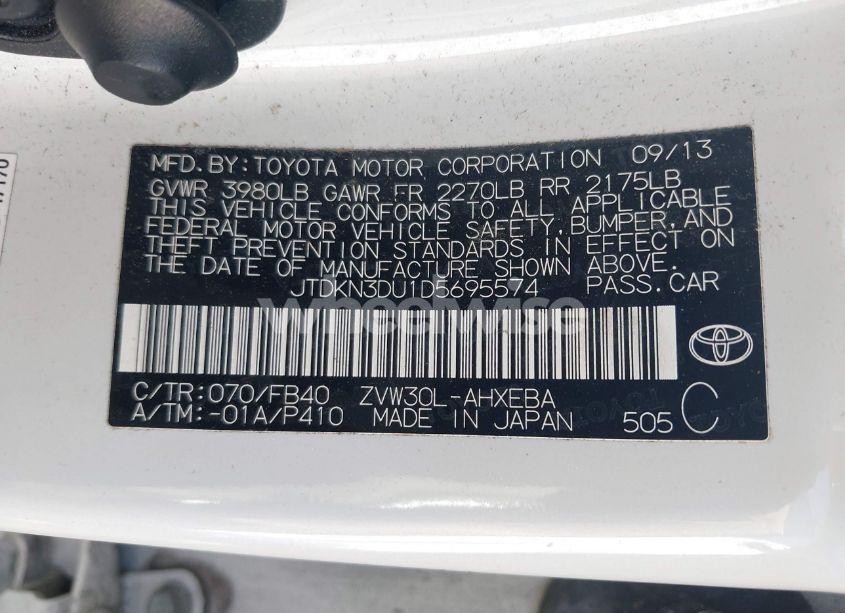 MFD.BY:TOYOTA MOTOR CORPORATION 09/13
GVWR 3980LB GAWR FR 2270LB RR 2175LB
THIS VEHICLE CONFORMS TO ALL APPLICABLE
FEDERAL MOTOR VEHICLE SAFETY,BUMPER,AND
THEFT PREVENTION STANDARDS IN EFFECT ON
THE DATE OF MANUFACTURE SHOWN ABOVE.
JTDKN3DU1D5695574 PASS.CAR
wheelwise
C/TR:070/FB40 ZVW30L-AHXEBA
A/TM:-01A/P410 MADE IN JAPAN 505 C